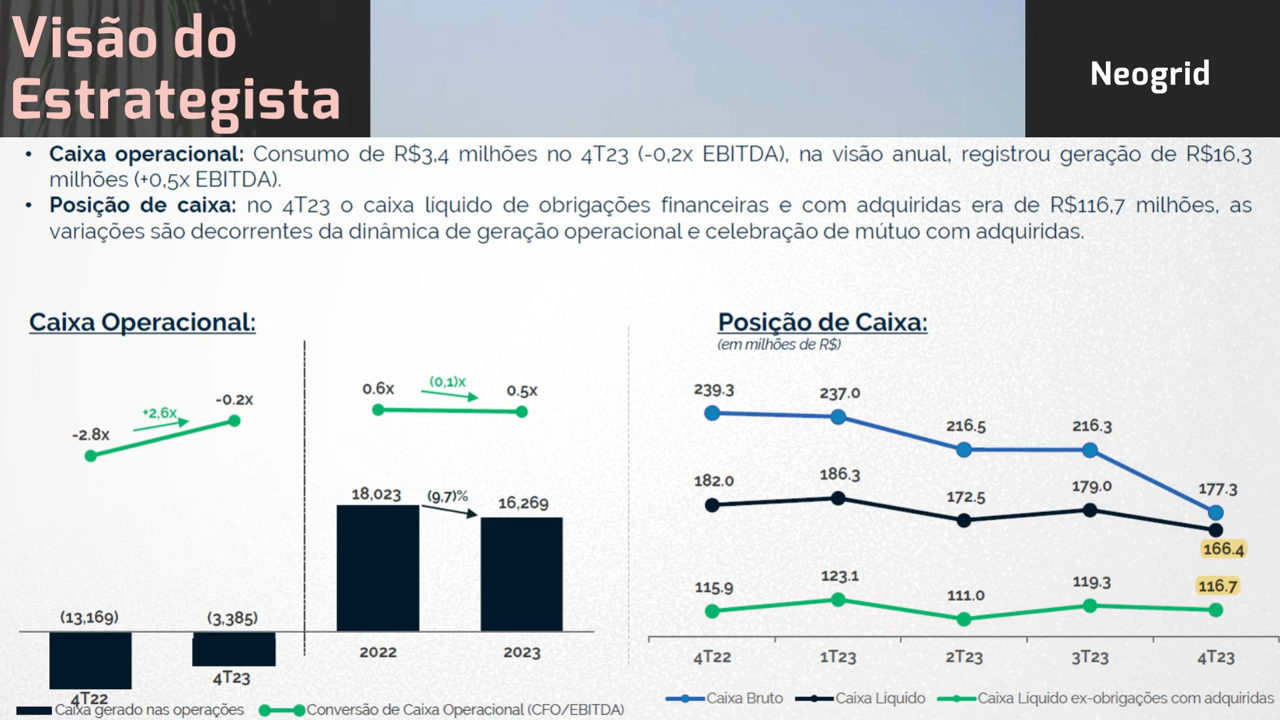 Visão do
Estrategista
Neogrid
• Caixa operacional: Consumo de R$3,4 milhões no 4T23 (-0,2x EBITDA), na visão anual, registrou geração de R$16,3
milhões (+0,5x EBITDA).
• Posição de caixa: no 4T23 o caixa líquido de obrigações financeiras e com adquiridas era de R$116,7 milhões, as
variações são decorrentes da dinâmica de geração operacional e celebração de mútuo com adquiridas.
Caixa Operacional:
-2.8x
+2,6x
-0.2x
0.6x
(0,1)x
0.5x
(13,169)
(3,385)
18,023
(9,7)%
16,269
4T22
4T23
2022
2023
Caixa gerado nas operações
Conversão de Caixa Operacional (CFO/EBITDA)
Posição de Caixa:
(em milhões de R$)
239.3
237.0
216.5
216.3
177.3
182.0
186.3
172.5
179.0
166.4
115.9
123.1
111.0
119.3
116.7
4T22
1T23
2T23
3T23
4T23
Caixa Bruto
Caixa Líquido
Caixa Líquido ex-obrigações com adquiridas